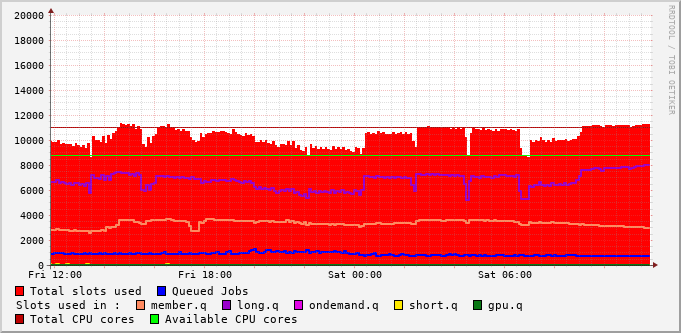 RRDTOOL / TOBI OETIKER
20000
18000
16000
14000
12000
10000
8000
6000
4000
2000
0
Fri 12:00 Fri 18:00 Sat 00:00 Sat 06:00
Total slots used Queued Jobs
Slots used in : member.q long.q ondemand.q short.q gpu.q
Total CPU cores Available CPU cores